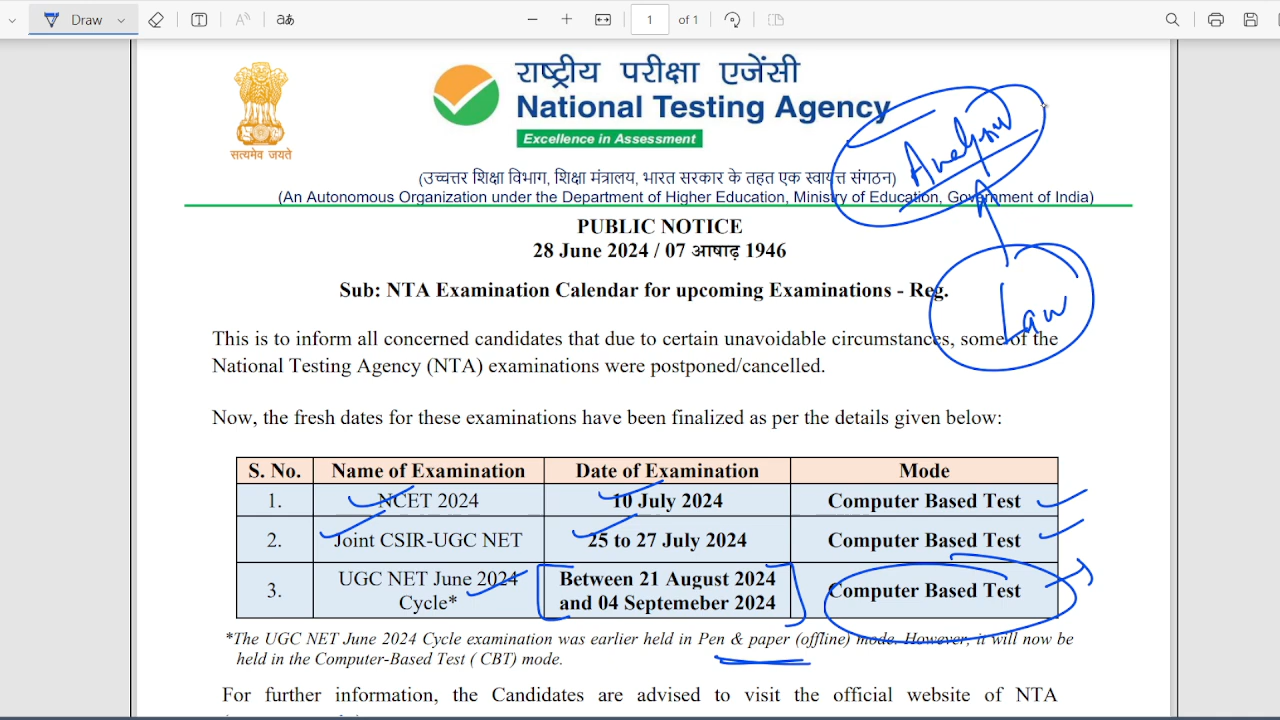 Draw
1 of 1
राष्ट्रीय परीक्षा एजेंसी
National Testing Agency
Excellence in Assessment
सत्यमेव जयते
(उच्चत्तर शिक्षा विभाग, शिक्षा मंत्रालय, भारत सरकार के तहत एक स्वायत्त संगठन)
(An Autonomous Organization under the Department of Higher Education, Ministry of Education, Government of India)
Analysis
PUBLIC NOTICE
28 June 2024 / 07 आषाढ़ 1946
Sub: NTA Examination Calendar for upcoming Examinations - Reg.
Law
This is to inform all concerned candidates that due to certain unavoidable circumstances, some of the
National Testing Agency (NTA) examinations were postponed/cancelled.
Now, the fresh dates for these examinations have been finalized as per the details given below:
S. No. Name of Examination Date of Examination Mode
1. NCET 2024 10 July 2024 Computer Based Test
2. Joint CSIR-UGC NET 25 to 27 July 2024 Computer Based Test
3. UGC NET June 2024 Cycle* Between 21 August 2024 and 04 Septemeber 2024 Computer Based Test
*The UGC NET June 2024 Cycle examination was earlier held in Pen & paper (offline) mode. However, it will now be
held in the Computer-Based Test ( CBT) mode.
For further information, the Candidates are advised to visit the official website of NTA